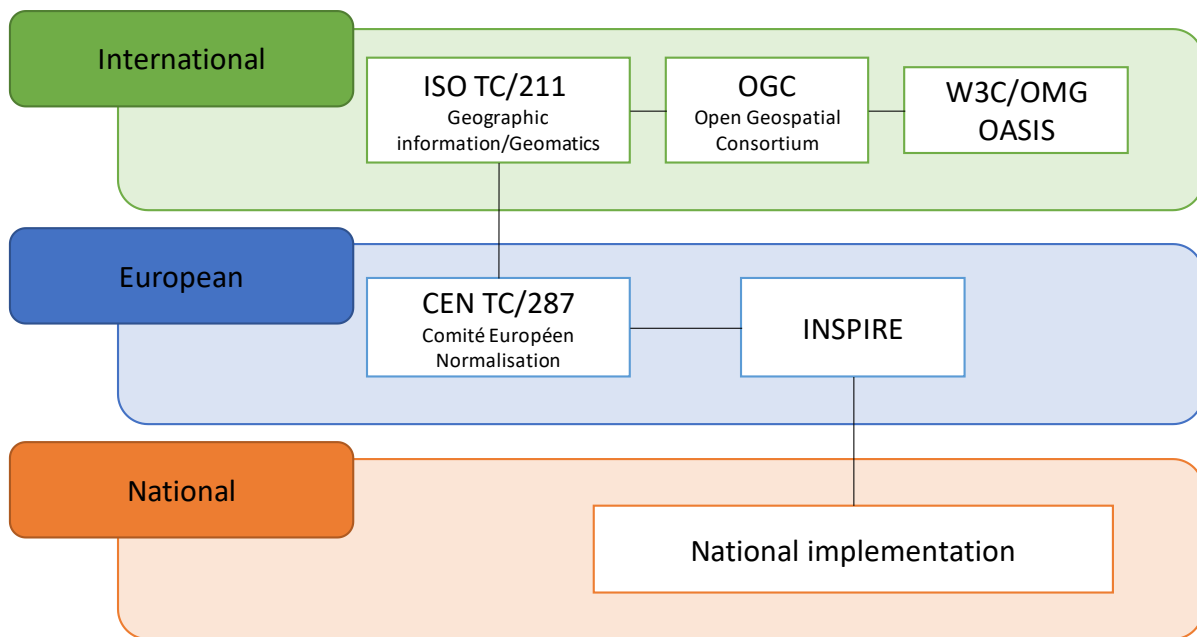 International
ISO TC/211
Geographic
information/Geomatics
OGC
Open Geospatial
Consortium
W3C/OMG
OASIS
European
CEN TC/287
Comité Européen
Normalisation
INSPIRE
National
National implementation